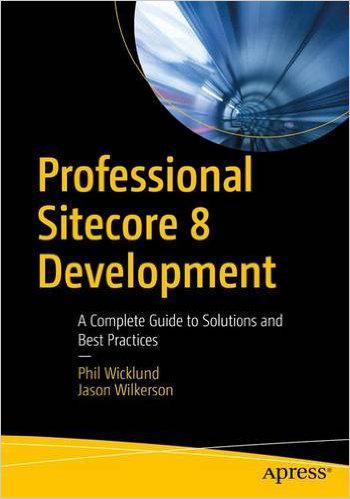 Professional
Sitecore 8
Development
A Complete Guide to Solutions and
Best Practices
—
Phil Wicklund
Jason Wilkerson
Apress®